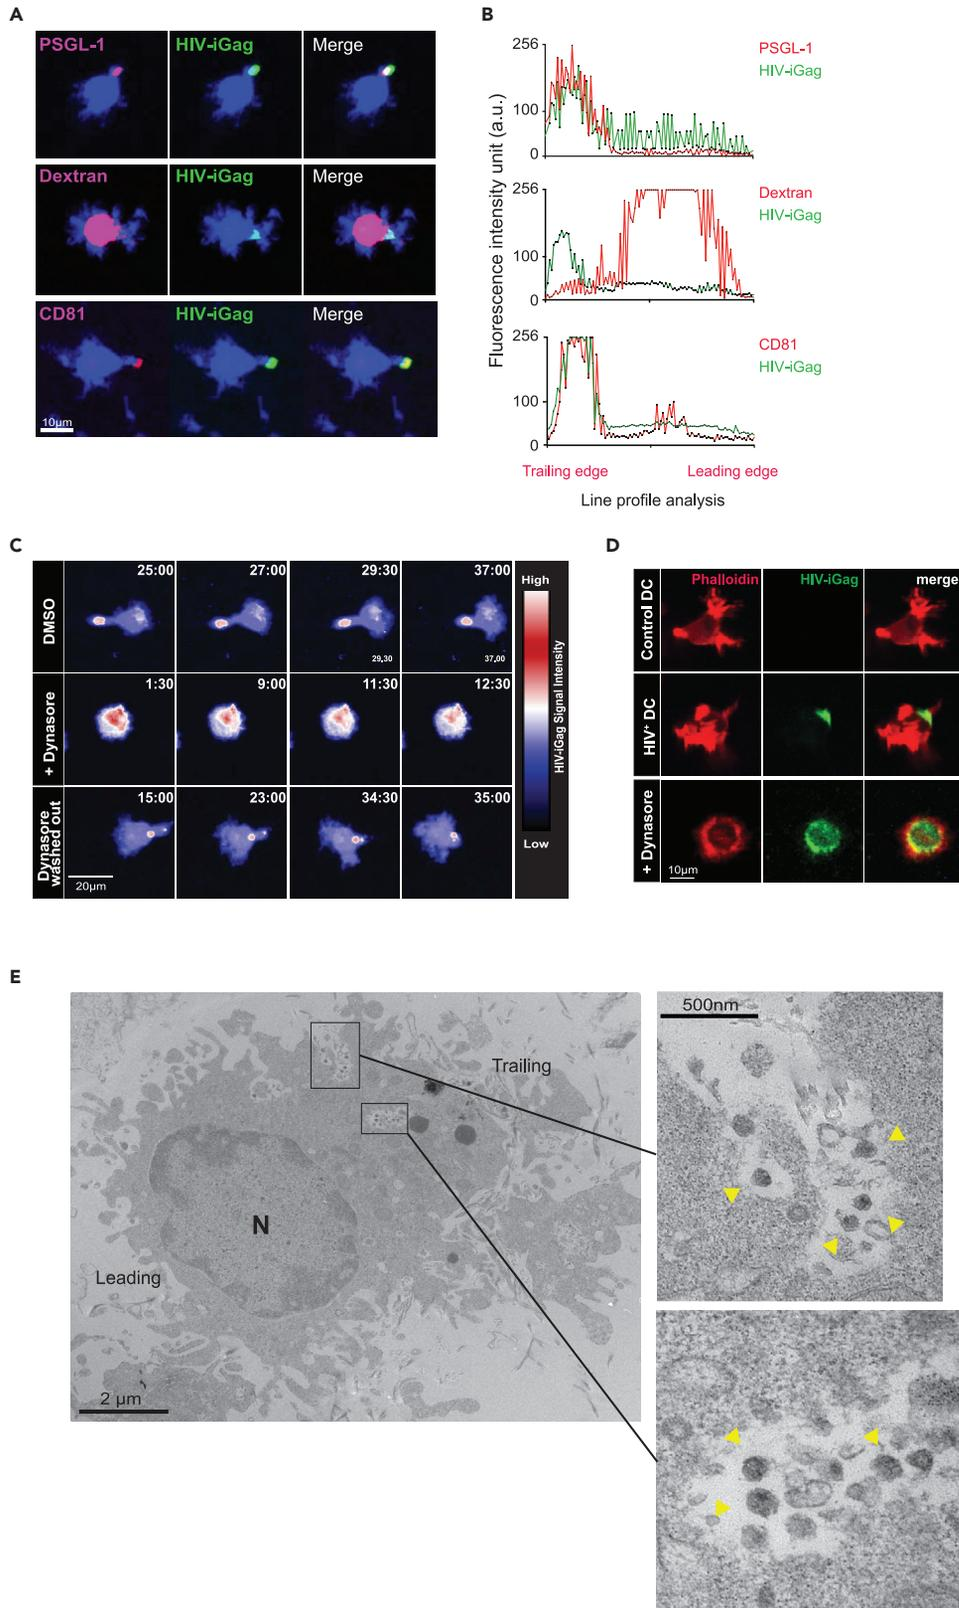 A
PSGL-1 HIV-iGag Merge
Dextran HIV-iGag Merge
CD81 HIV-iGag Merge
10µm
B
Fluorescence intensity unit (a.u.)
256
100
0
PSGL-1
HIV-iGag
256
100
0
Dextran
HIV-iGag
256
100
0
CD81
HIV-iGag
Trailing edge Leading edge
Line profile analysis
C
DMSO
25:00 27:00 29:30 37:00
29.30 37.00
+ Dynasore
1:30 9:00 11:30 12:30
Dynasore
washed out
15:00 23:00 34:30 35:00
20µm
High
HIV-iGag Signal Intensity
Low
D
Phalloidin HIV-iGag merge
Control DC
HIV⁺ DC
+ Dynasore
10µm
E
Trailing
N
Leading
2 µm
500nm